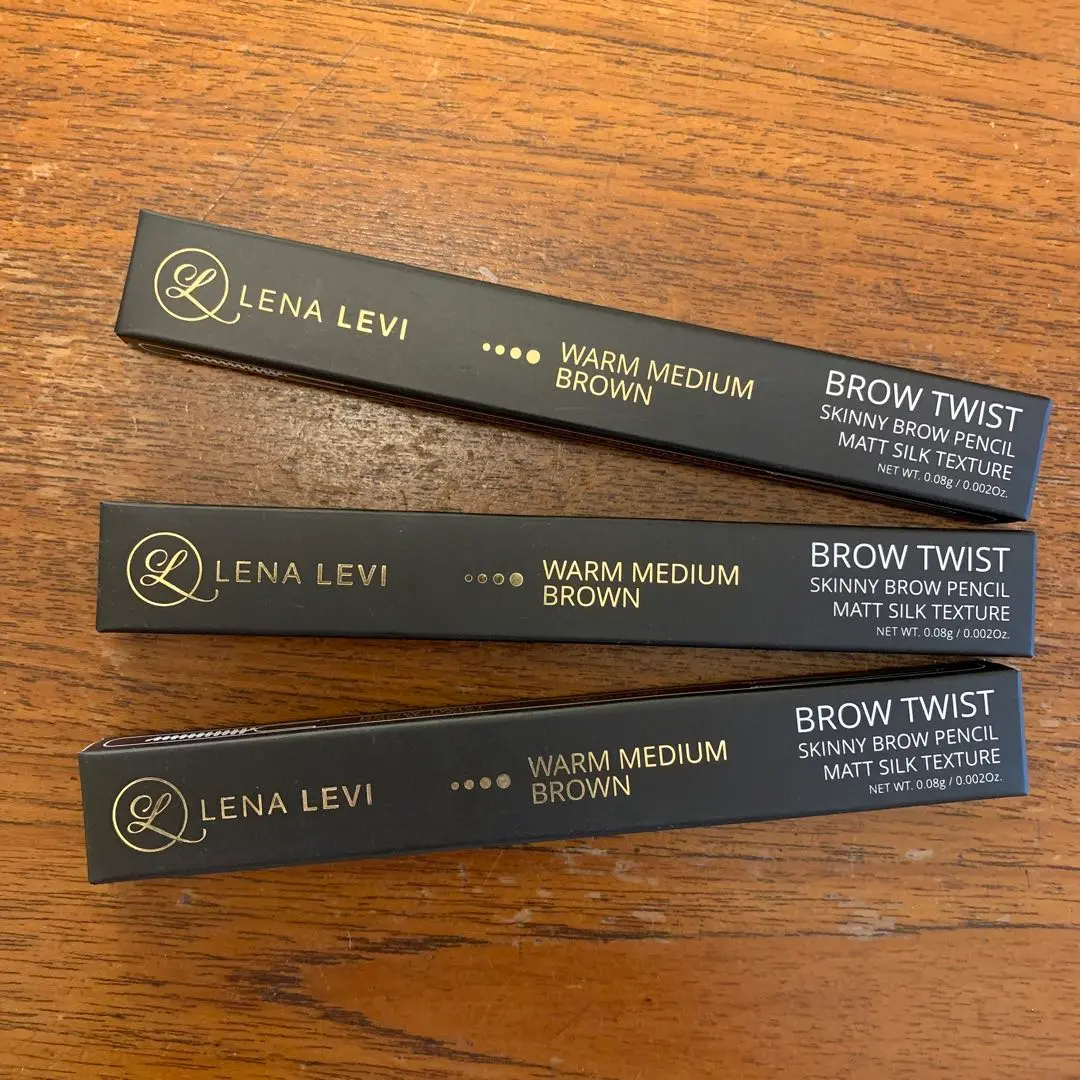 LENA LEVI
WARM MEDIUM
BROWN
BROW TWIST
SKINNY BROW PENCIL
MATT SILK TEXTURE
NET WT. 0.08g / 0.002Oz.
LENA LEVI
WARM MEDIUM
BROWN
BROW TWIST
SKINNY BROW PENCIL
MATT SILK TEXTURE
NET WT. 0.08g / 0.002Oz.
LENA LEVI
WARM MEDIUM
BROWN
BROW TWIST
SKINNY BROW PENCIL
MATT SILK TEXTURE
NET WT. 0.08g / 0.002Oz.